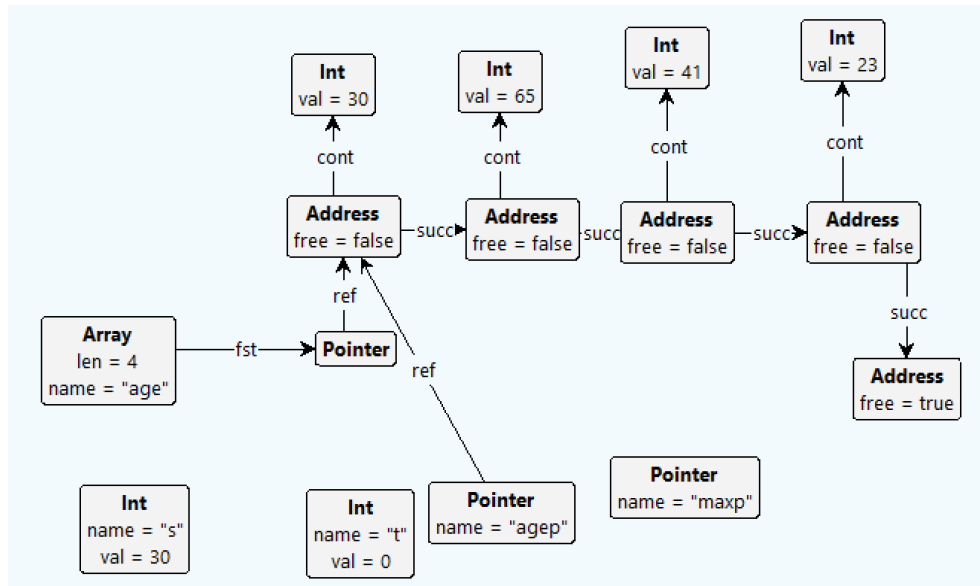 Int
val = 30
Int
val = 65
Int
val = 41
Int
val = 23
cont
cont
cont
cont
Address
free = false
succ
Address
free = false
succ
Address
free = false
succ
Address
free = false
ref
succ
Array
len = 4
name = "age"
fst
Pointer
ref
Address
free = true
Int
name = "s"
val = 30
Int
name = "t"
val = 0
Pointer
name = "agep"
Pointer
name = "maxp"